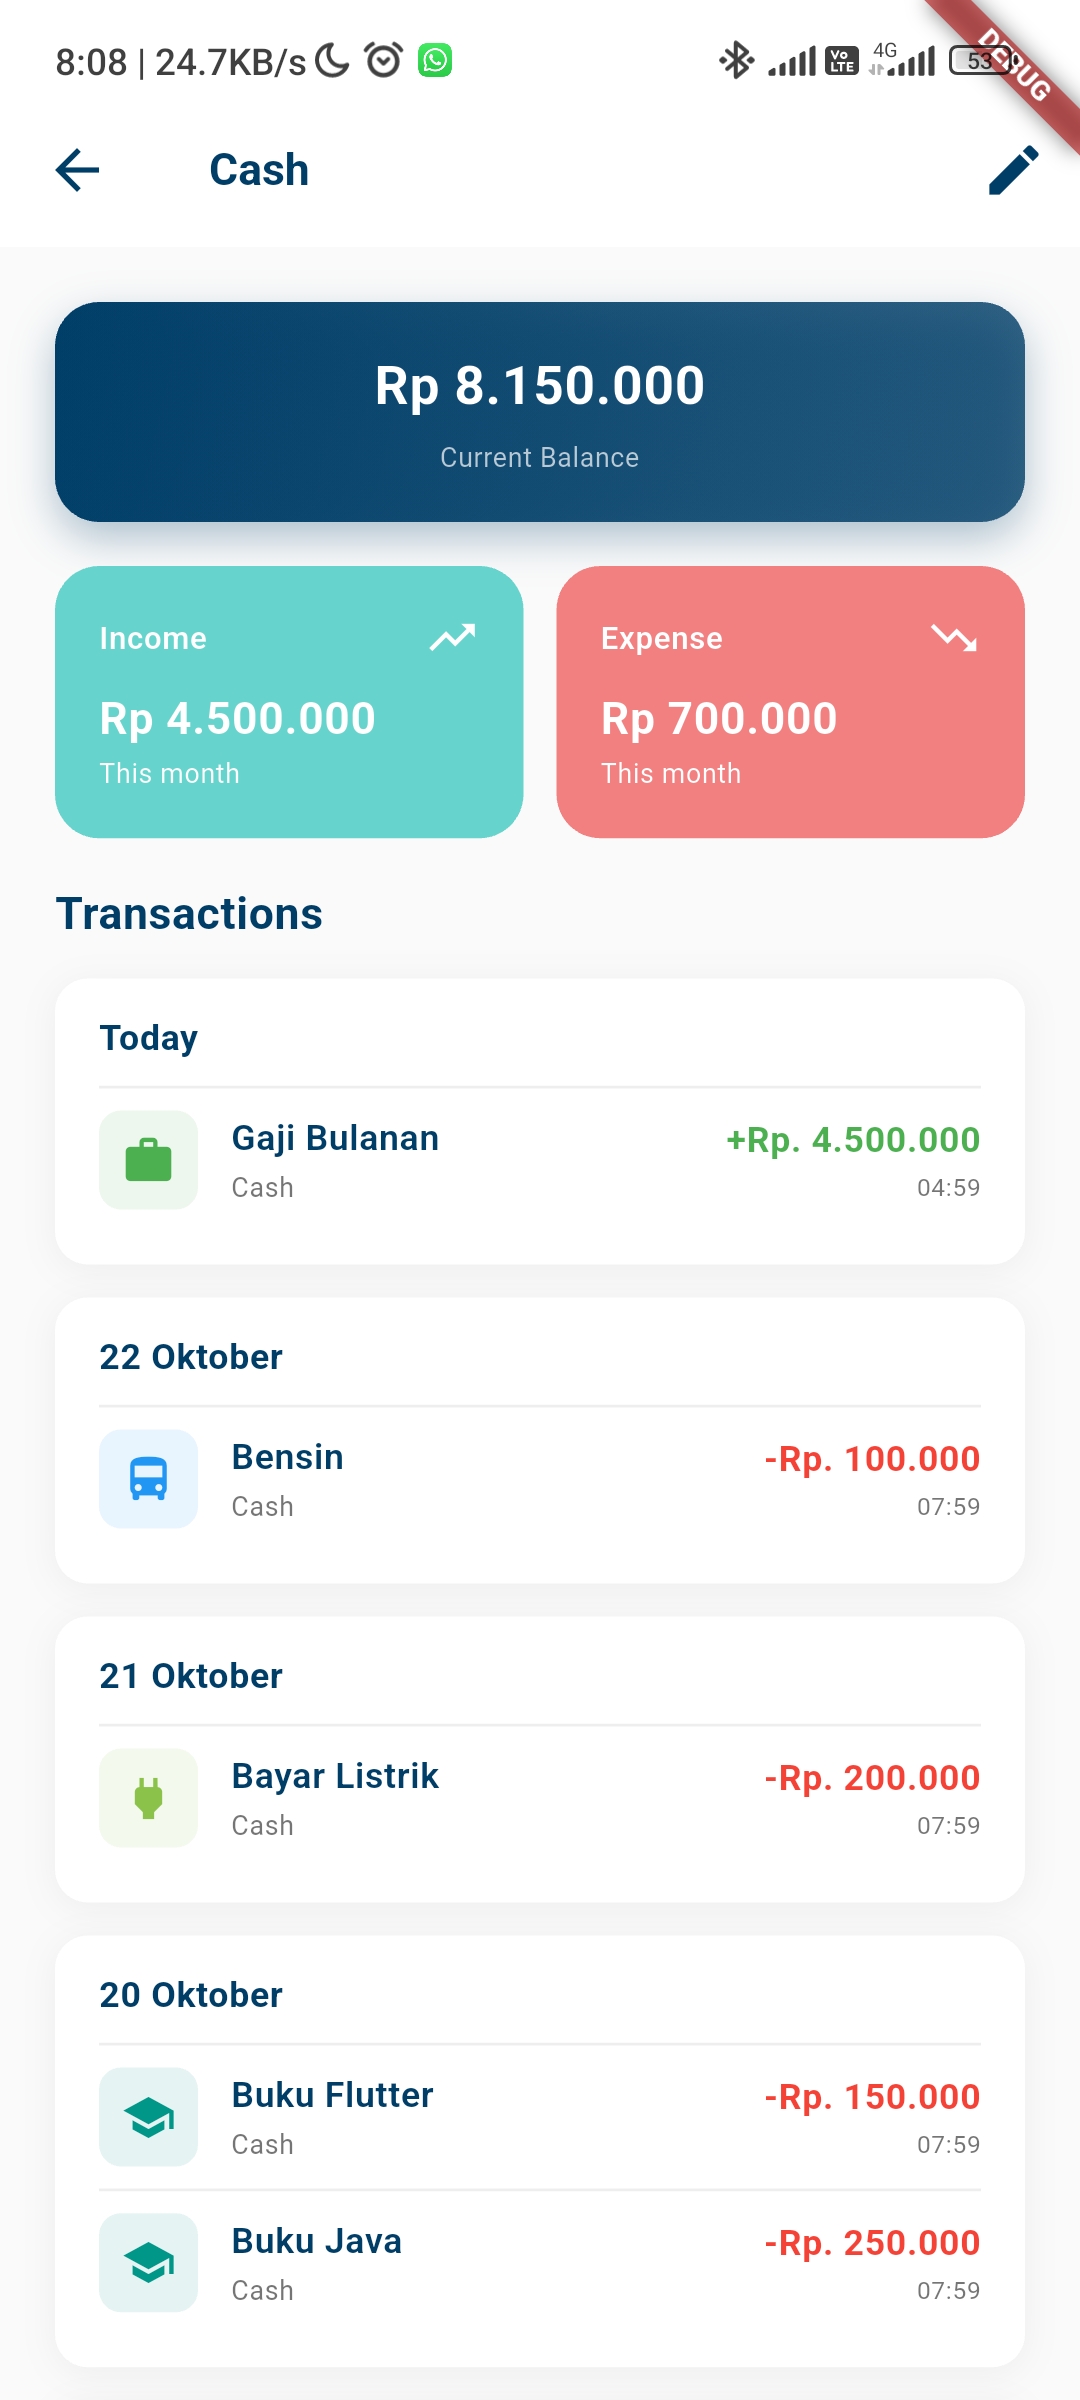 8:08 | 24.7KB/s
Vo LTE
4G
53
DEBUG
Cash
Rp 8.150.000
Current Balance
Income
Rp 4.500.000
This month
Expense
Rp 700.000
This month
Transactions
Today
Gaji Bulanan
+Rp. 4.500.000
Cash
04:59
22 Oktober
Bensin
-Rp. 100.000
Cash
07:59
21 Oktober
Bayar Listrik
-Rp. 200.000
Cash
07:59
20 Oktober
Buku Flutter
-Rp. 150.000
Cash
07:59
Buku Java
-Rp. 250.000
Cash
07:59